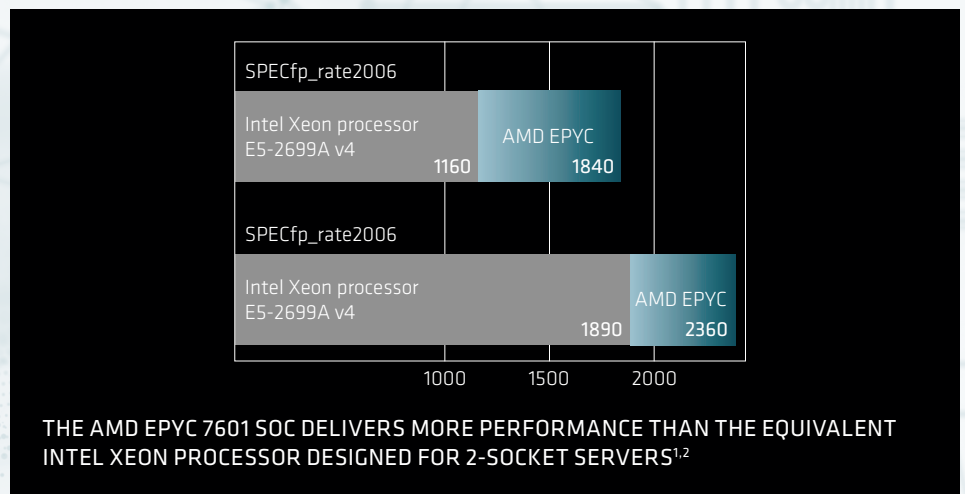 SPECfp_rate2006
Intel Xeon processor
E5-2699A v4
1160
AMD EPYC
1840
SPECfp_rate2006
Intel Xeon processor
E5-2699A v4
1890
AMD EPYC
2360
1000 1500 2000
THE AMD EPYC 7601 SOC DELIVERS MORE PERFORMANCE THAN THE EQUIVALENT
INTEL XEON PROCESSOR DESIGNED FOR 2-SOCKET SERVERS¹,²